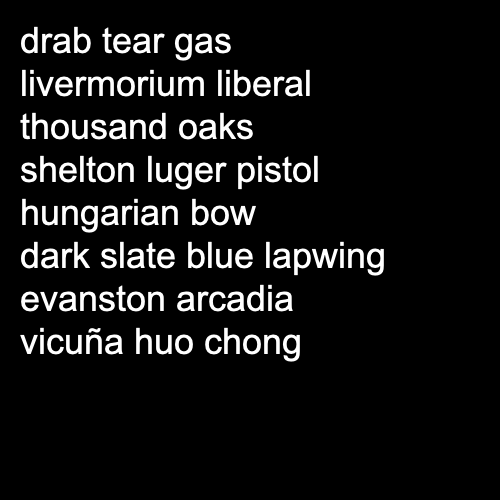 drab tear gas
livermorium liberal
thousand oaks
shelton luger pistol
hungarian bow
dark slate blue lapwing
evanston arcadia
vicuña huo chong